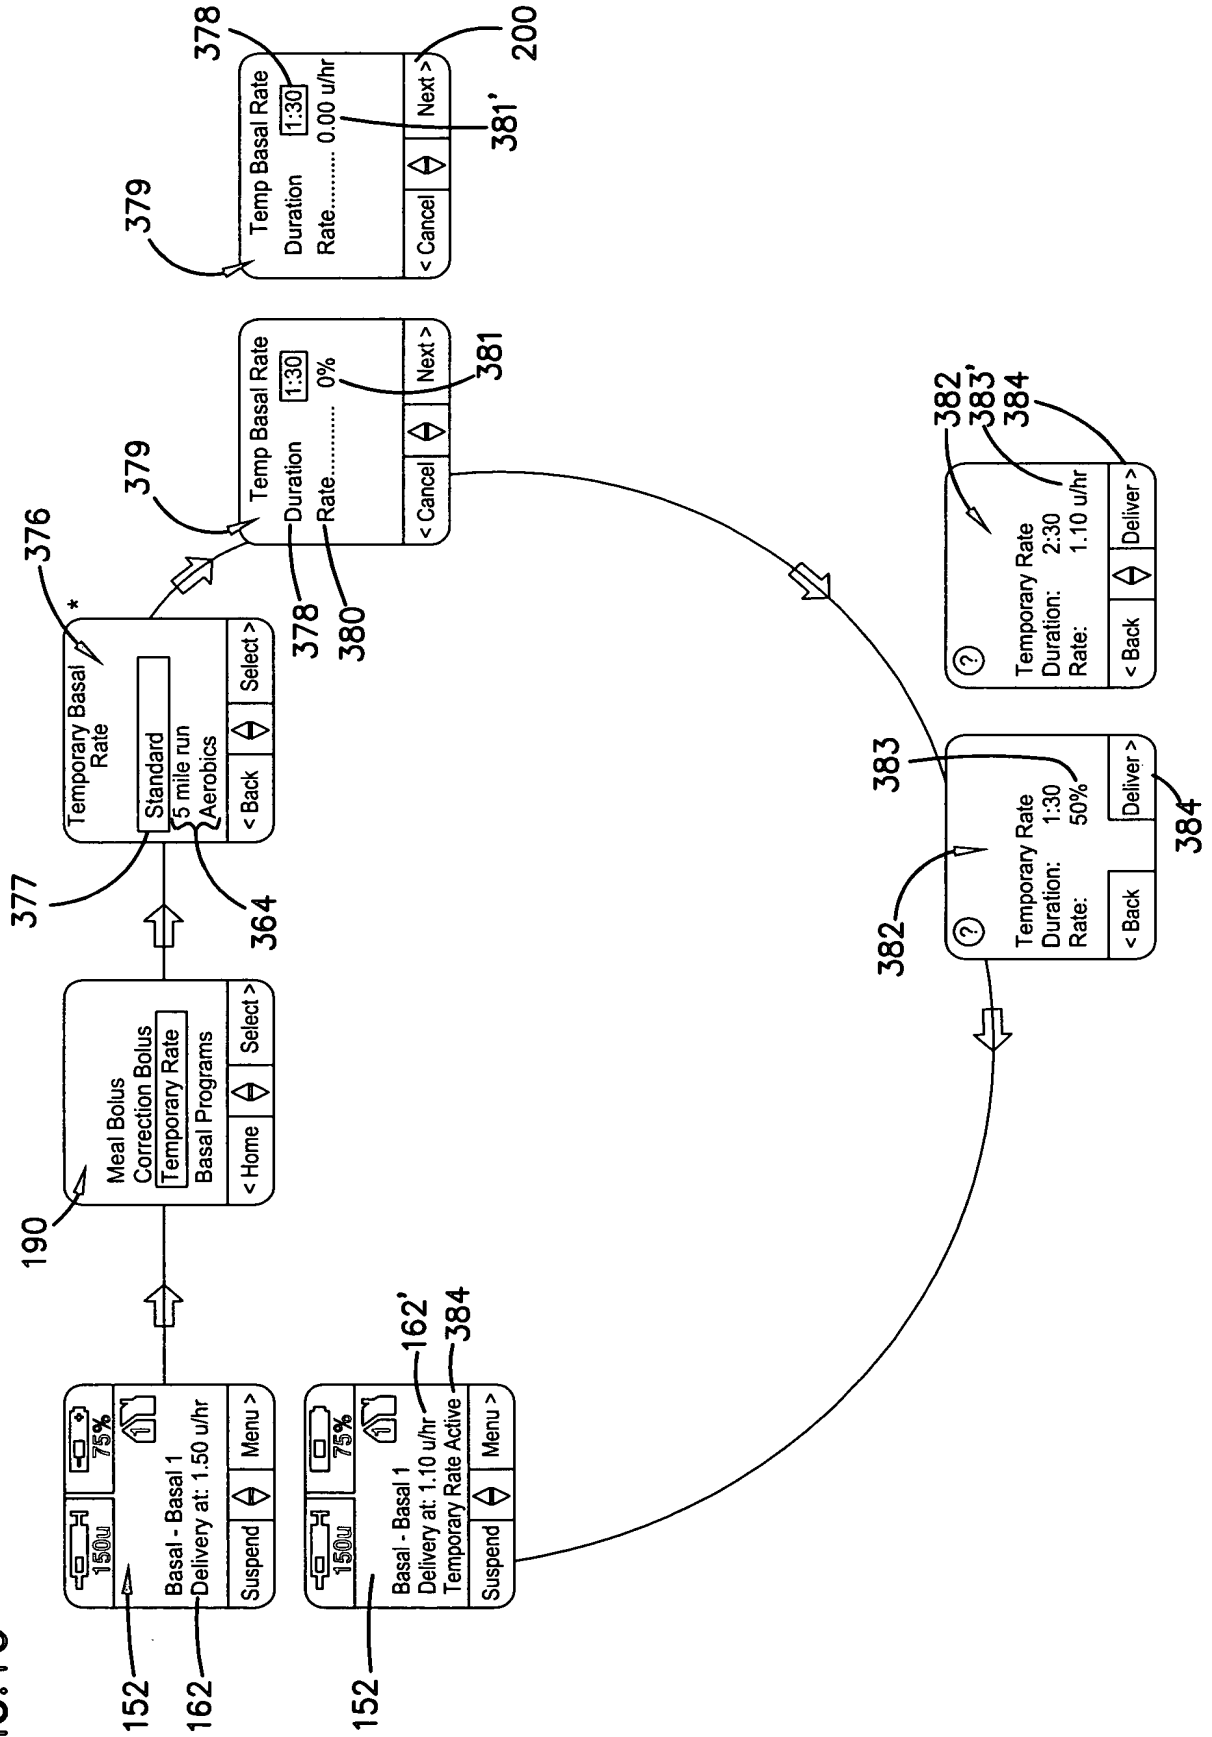 152
162
150u
75%
1
Basal - Basal 1
Delivery at: 1.50 u/hr
Suspend
Menu >
190
Meal Bolus
Correction Bolus
Temporary Rate
Basal Programs
< Home
Select >
377
364
376
*
Temporary Basal
Rate
Standard
5 mile run
Aerobics
< Back
Select >
379
378
380
Temp Basal Rate
Duration 1:30
Rate............ 0%
< Cancel
Next >
381
379
378
Temp Basal Rate
Duration 1:30
Rate......... 0.00 u/hr
< Cancel
Next >
381'
200
152
150u
75%
1
Basal - Basal 1
Delivery at: 1.10 u/hr
Temporary Rate Active
Suspend
Menu >
162'
384
382
383
?
Temporary Rate
Duration: 1:30
Rate: 50%
< Back
Deliver >
384
?
Temporary Rate
Duration: 2:30
Rate: 1.10 u/hr
< Back
Deliver >
382
383'
384